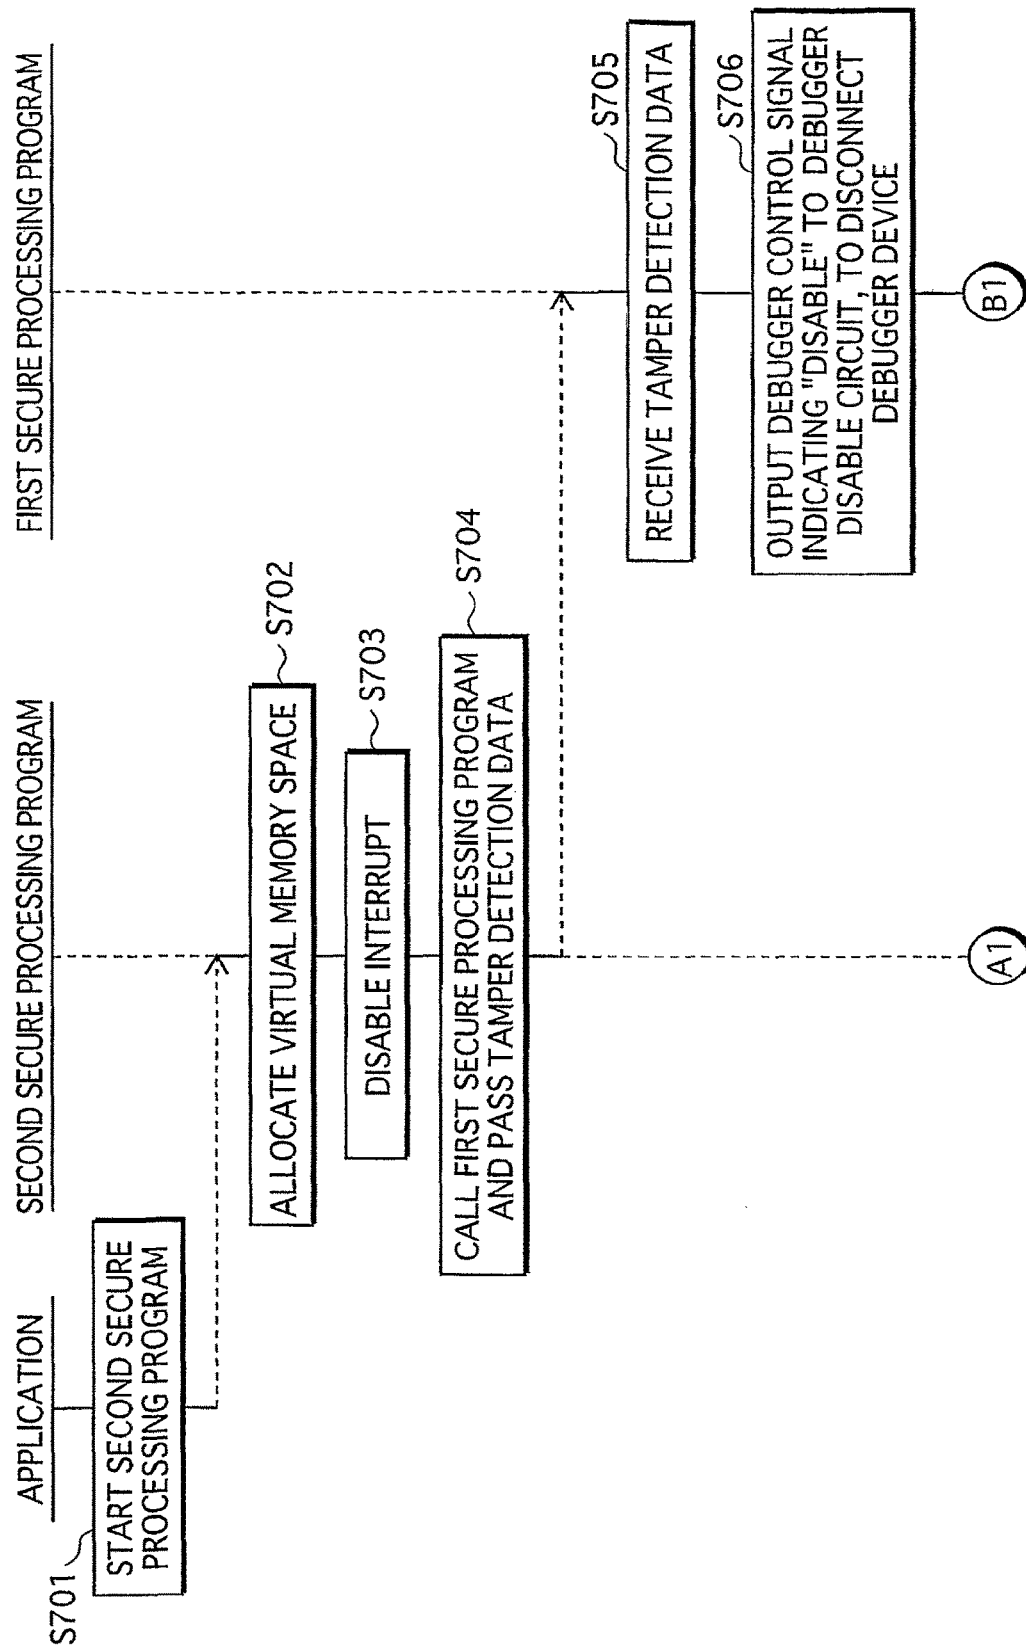 APPLICATION
SECOND SECURE PROCESSING PROGRAM
FIRST SECURE PROCESSING PROGRAM
S701
START SECOND SECURE
PROCESSING PROGRAM
ALLOCATE VIRTUAL MEMORY SPACE
S702
DISABLE INTERRUPT
S703
CALL FIRST SECURE PROCESSING PROGRAM
AND PASS TAMPER DETECTION DATA
S704
RECEIVE TAMPER DETECTION DATA
S705
OUTPUT DEBUGGER CONTROL SIGNAL
INDICATING "DISABLE" TO DEBUGGER
DISABLE CIRCUIT, TO DISCONNECT
DEBUGGER DEVICE
S706
A1
B1